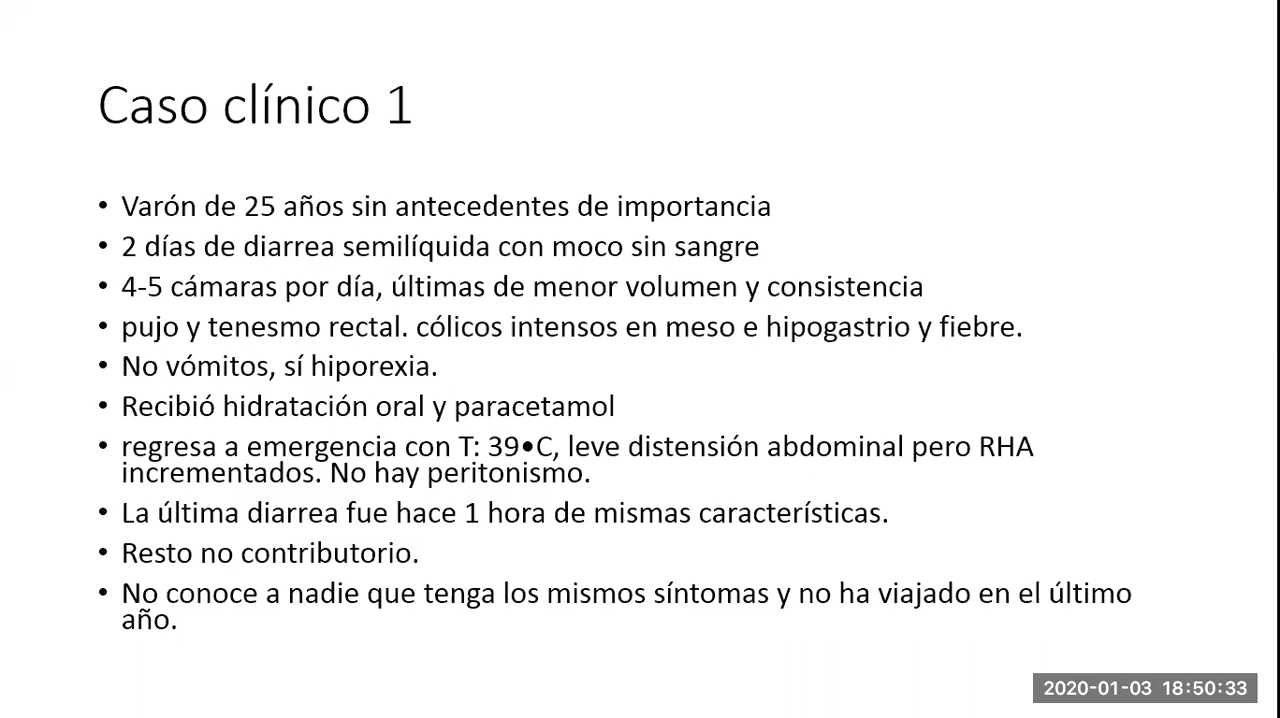 Caso clínico 1
• Varón de 25 años sin antecedentes de importancia
• 2 días de diarrea semilíquida con moco sin sangre
• 4-5 cámaras por día, últimas de menor volumen y consistencia
• pujo y tenesmo rectal. cólicos intensos en meso e hipogastrio y fiebre.
• No vómitos, sí hiporexia.
• Recibió hidratación oral y paracetamol
• regresa a emergencia con T: 39•C, leve distensión abdominal pero RHA
incrementados. No hay peritonismo.
• La última diarrea fue hace 1 hora de mismas características.
• Resto no contributorio.
• No conoce a nadie que tenga los mismos síntomas y no ha viajado en el último
año.
2020-01-03 18:50:33